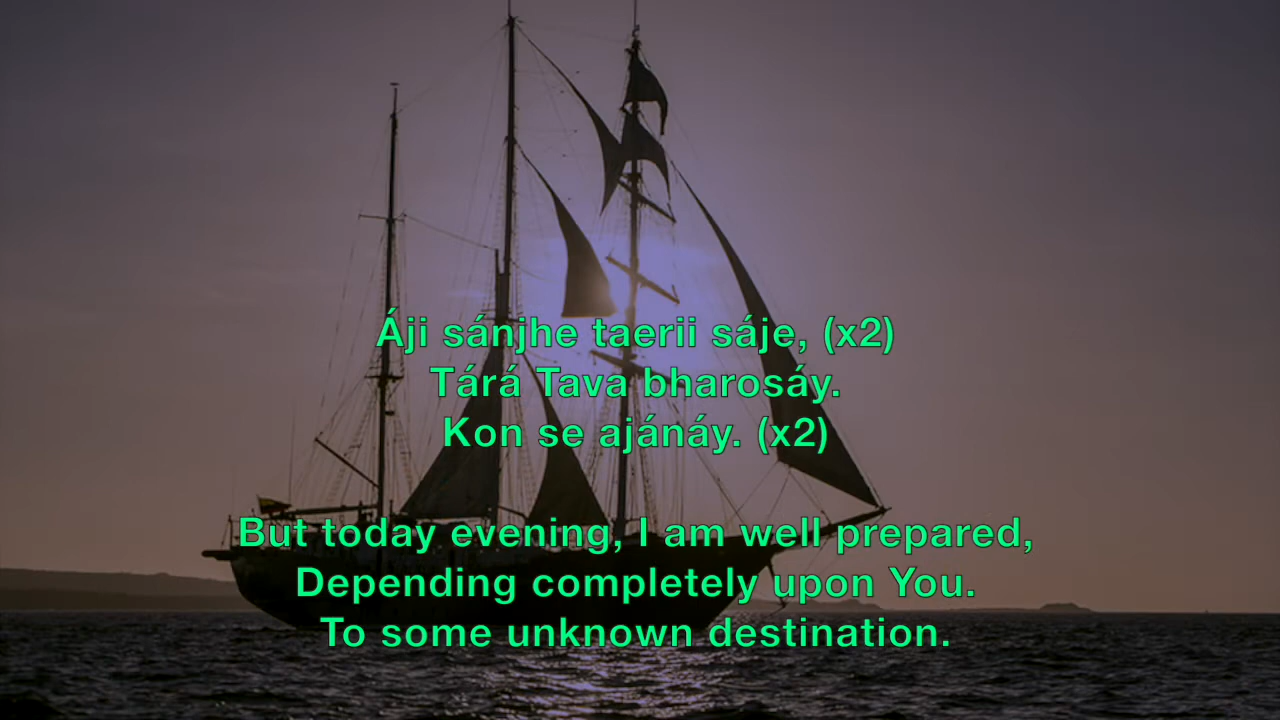 Áji sánjhe taerii sáje, (x2)
Tárá Tava bharosáy.
Kon se ajánáy. (x2)
But today evening, I am well prepared,
Depending completely upon You.
To some unknown destination.